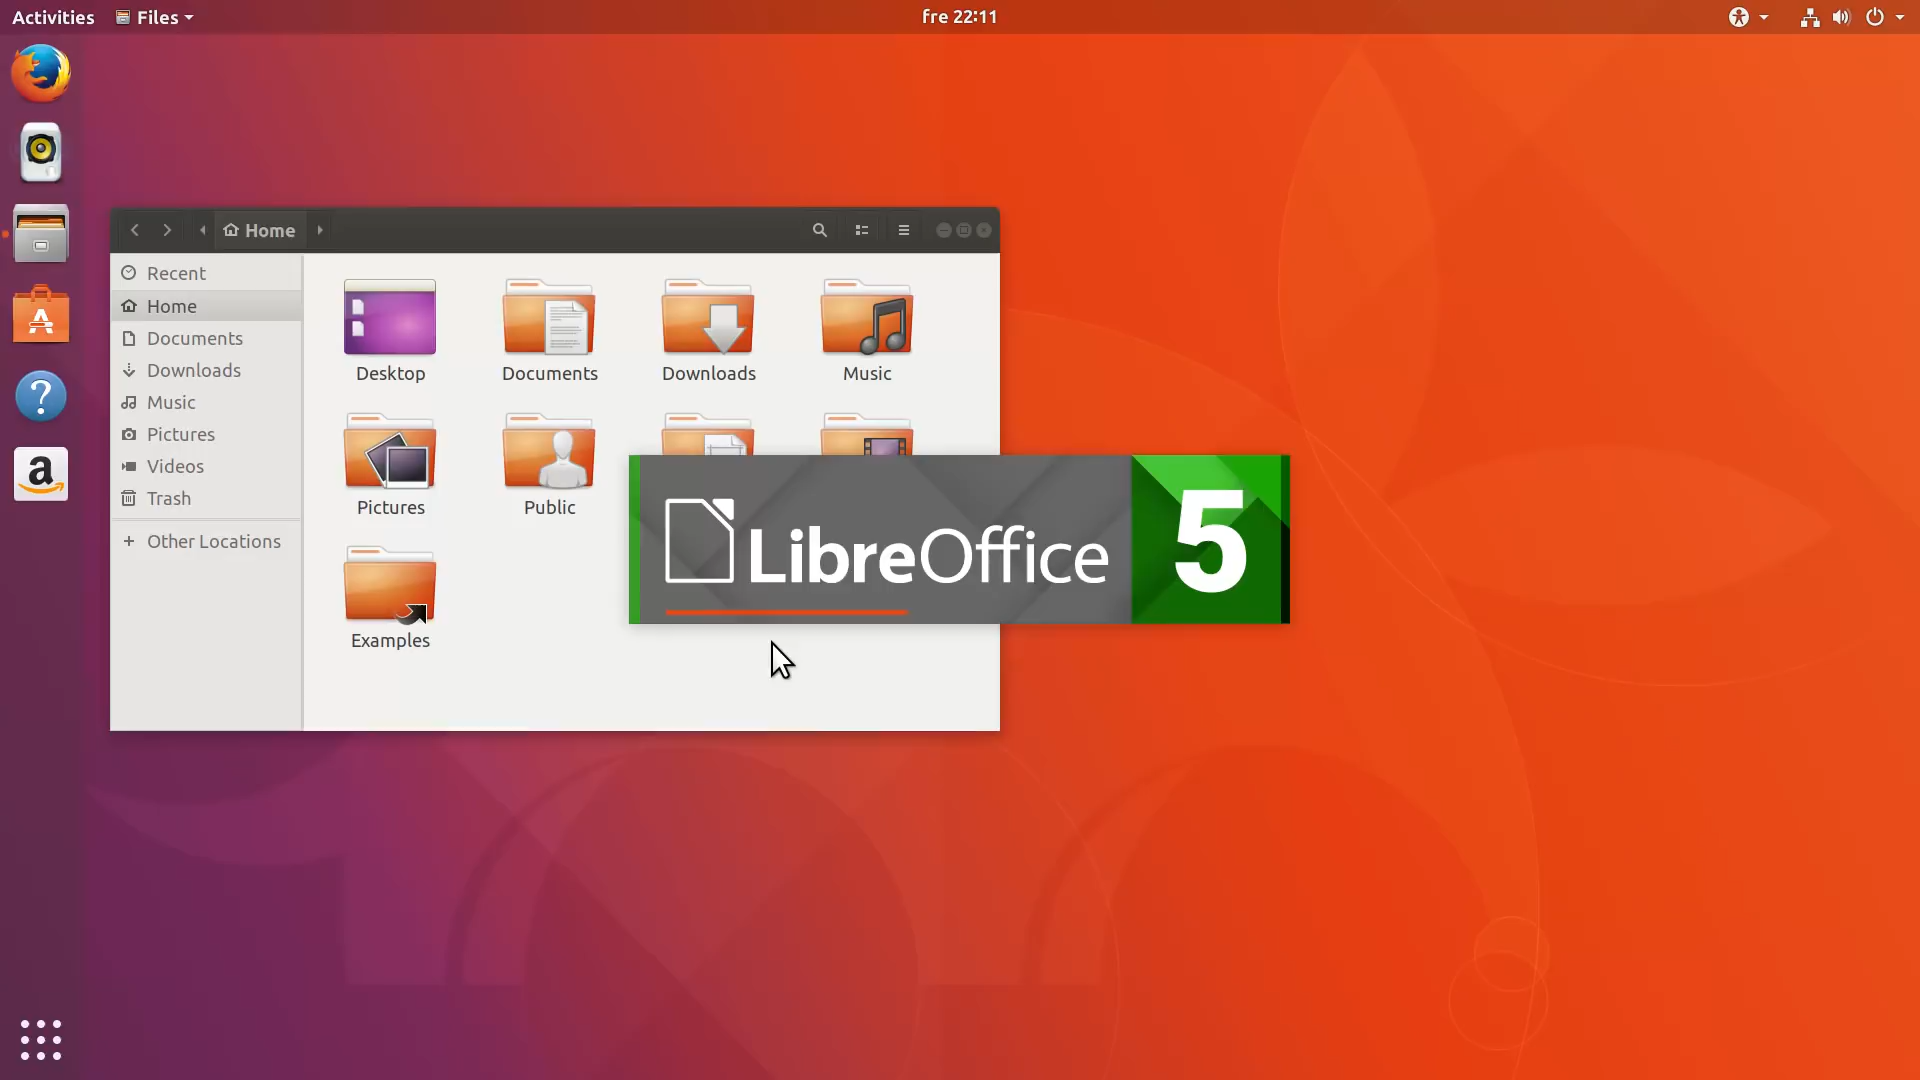 Activities Files fre 22:11
Home
Recent
Home
Documents
Downloads
Music
Pictures
Videos
Trash
Other Locations
Desktop Documents Downloads Music
Pictures Public
Examples
LibreOffice 5